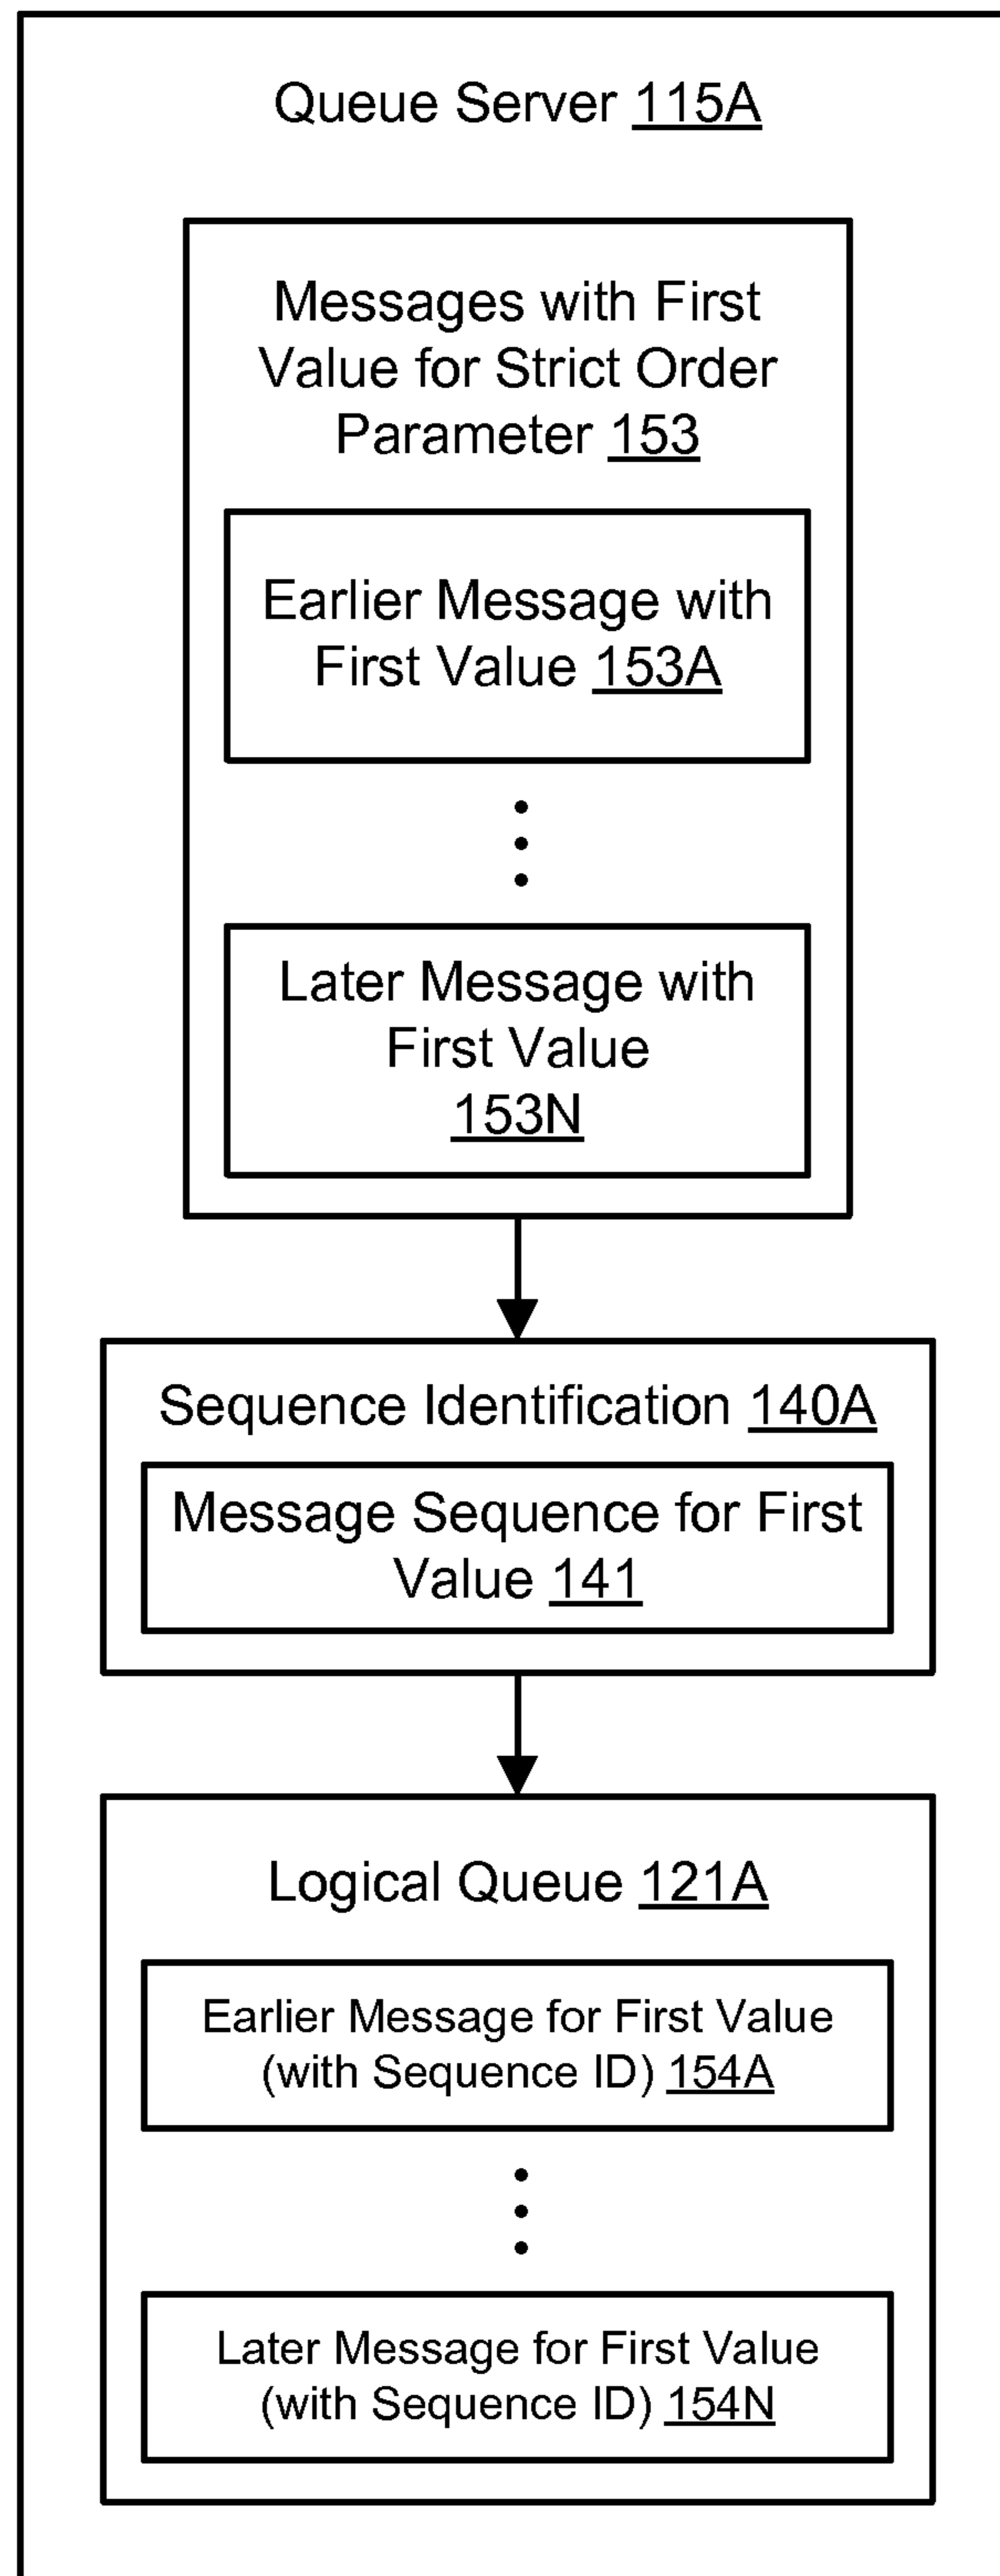 Queue Server 115A
Messages with First
Value for Strict Order
Parameter 153
Earlier Message with
First Value 153A
Later Message with
First Value
153N
Sequence Identification 140A
Message Sequence for First
Value 141
Logical Queue 121A
Earlier Message for First Value
(with Sequence ID) 154A
Later Message for First Value
(with Sequence ID) 154N